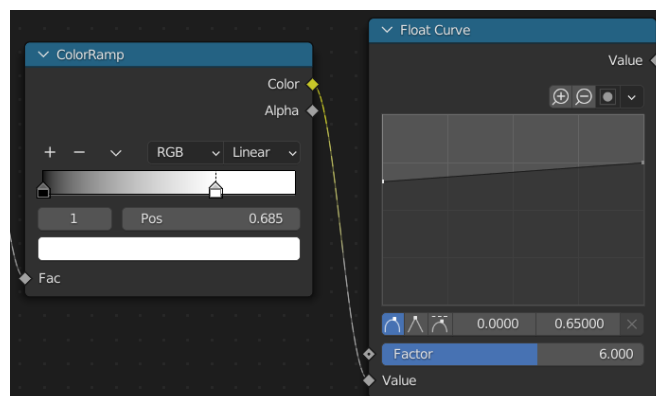 ColorRamp
Color
Alpha
RGB Linear
1 Pos 0.685
Fac
Float Curve
Value
0.0000 0.65000
Factor 6.000
Value